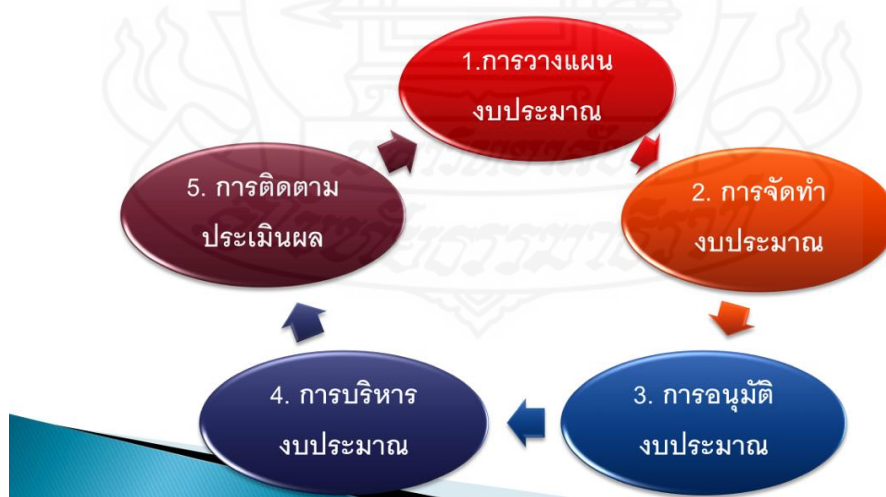 1.การวางแผน
งบประมาณ
2. การจัดทำ
งบประมาณ
3. การอนุมัติ
งบประมาณ
4. การบริหาร
งบประมาณ
5. การติดตาม
ประเมินผล